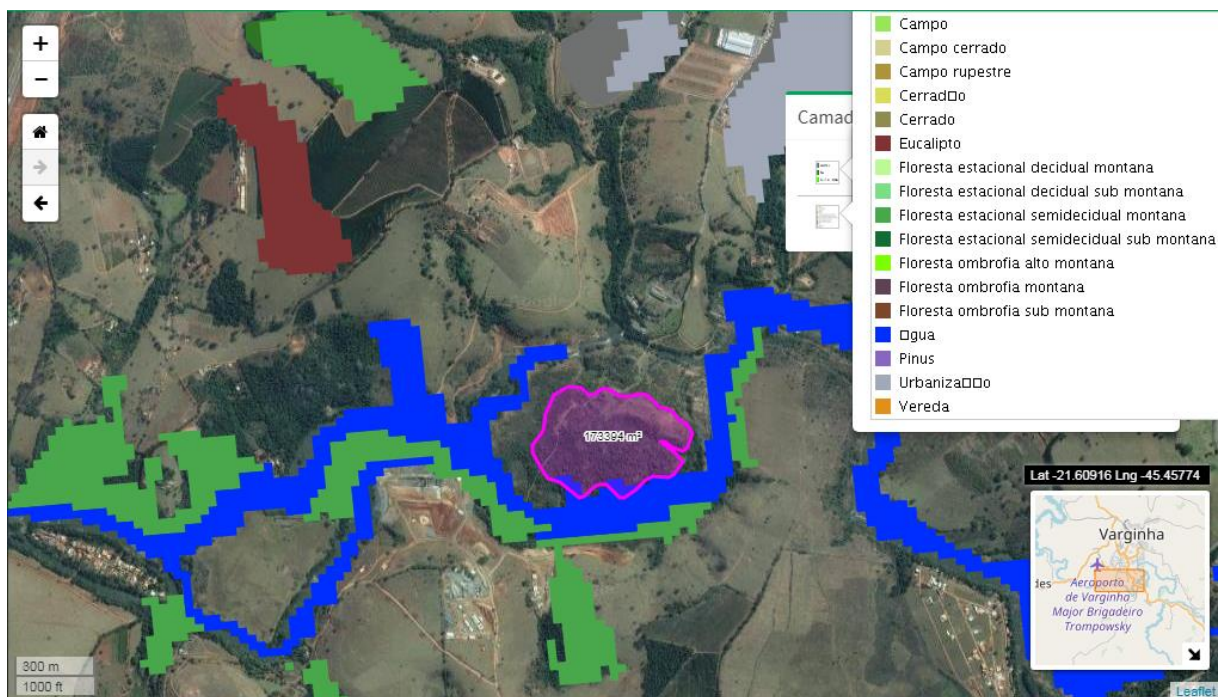 +
−
Camad
Campo
Campo cerrado
Campo rupestre
Cerrad□o
Cerrado
Eucalipto
Floresta estacional decidual montana
Floresta estacional decidual sub montana
Floresta estacional semidecidual montana
Floresta estacional semidecidual sub montana
Floresta ombrofia alto montana
Floresta ombrofia montana
Floresta ombrofia sub montana
□gua
Pinus
Urbaniza□□o
Vereda
173394 m²
Lat -21.60916 Lng -45.45774
Varginha
des
Aeroporto
de Varginha
Major Brigadeiro
Trompowsky
300 m
1000 ft
Leaflet